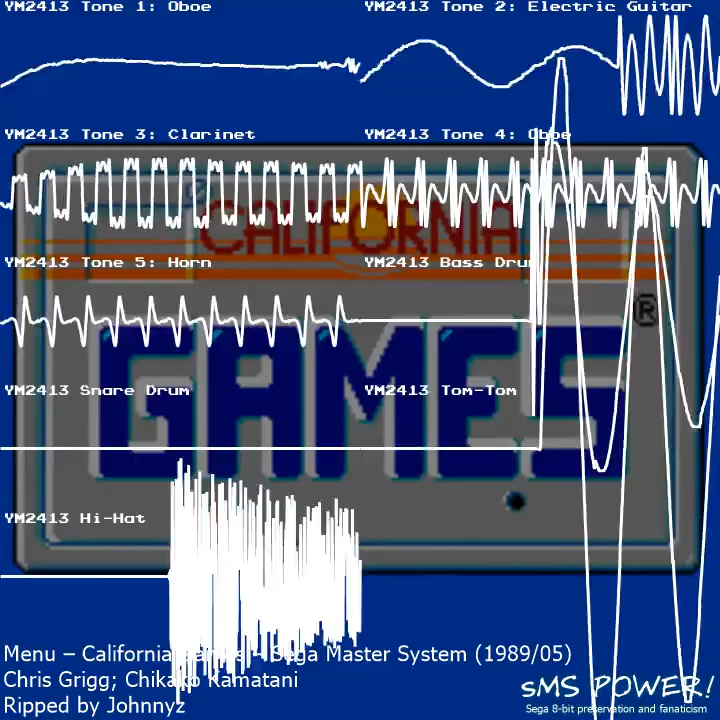 YM2413 Tone 1: Oboe
YM2413 Tone 2: Electric Guitar
YM2413 Tone 3: Clarinet
YM2413 Tone 4: Oboe
CALIFORNIA
YM2413 Tone 5: Horn
YM2413 Bass Drum
®
GAMES
YM2413 Snare Drum
YM2413 Tom-Tom
YM2413 Hi-Hat
Menu – California Games – Sega Master System (1989/05)
Chris Grigg; Chikako Kamatani
Ripped by Johnnyz
SMS POWER!
Sega 8-bit preservation and fanaticism